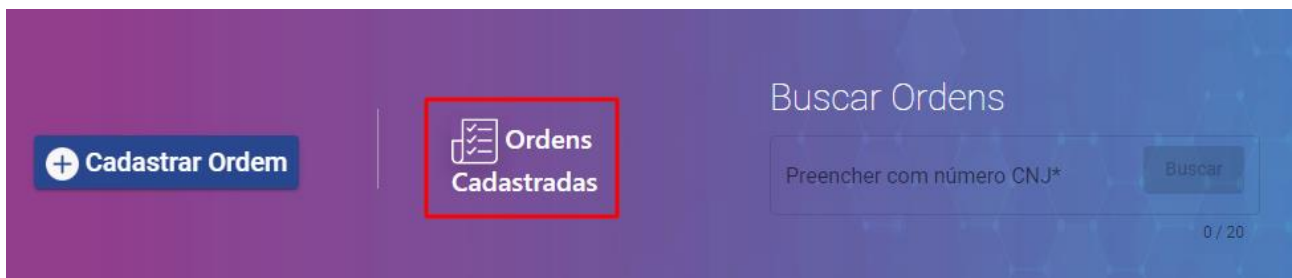 Cadastrar Ordem
Ordens
Cadastradas
Buscar Ordens
Preencher com número CNJ*
Buscar
0 / 20